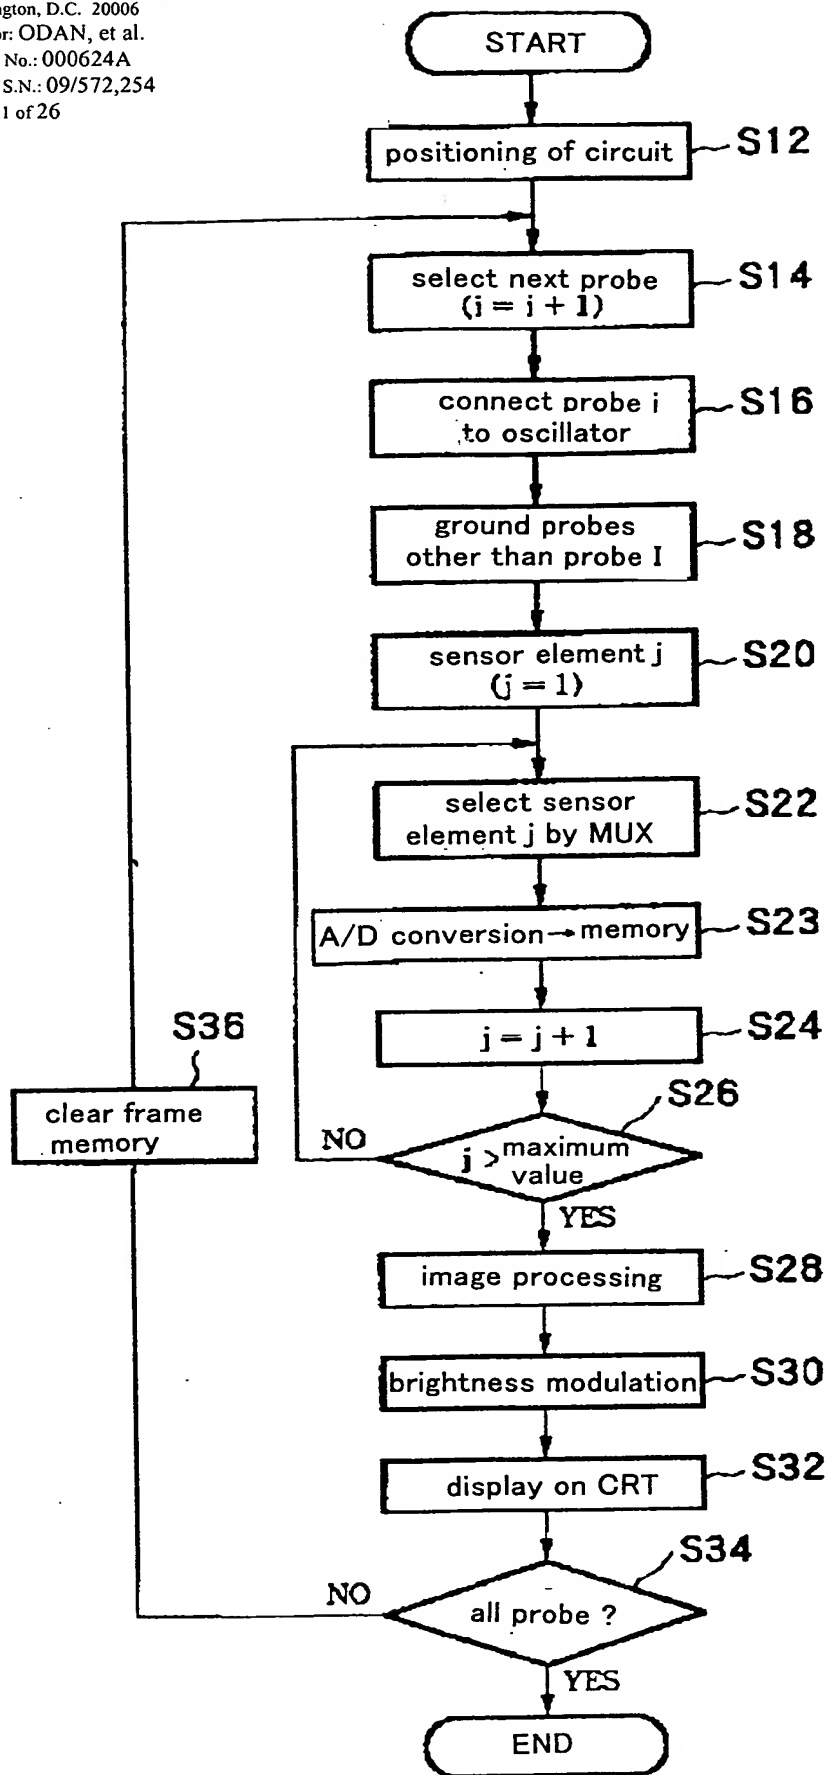 ngton, D.C. 20006
or: ODAN, et al.
No.: 000624A
S.N.: 09/572,254
1 of 26
START
positioning of circuit
S12
select next probe
(i = j + 1)
S14
connect probe i
to oscillator
S16
ground probes
other than probe I
S18
sensor element j
(j = 1)
S20
select sensor
element j by MUX
S22
A/D conversion → memory
S23
j = j + 1
S24
S36
clear frame
memory
S26
j > maximum
value
NO
YES
image processing
S28
brightness modulation
S30
display on CRT
S32
S34
all probe ?
NO
YES
END